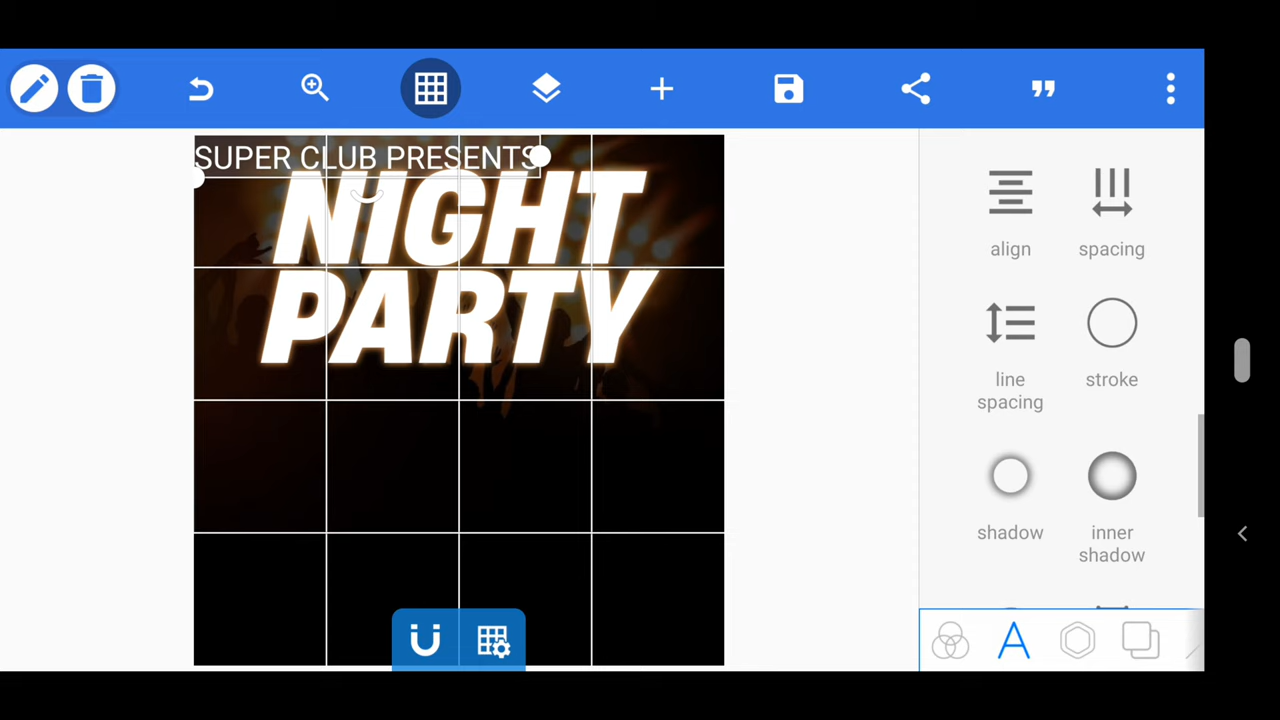 SUPER CLUB PRESENTS
NIGHT
PARTY
align
spacing
line
spacing
stroke
shadow
inner
shadow